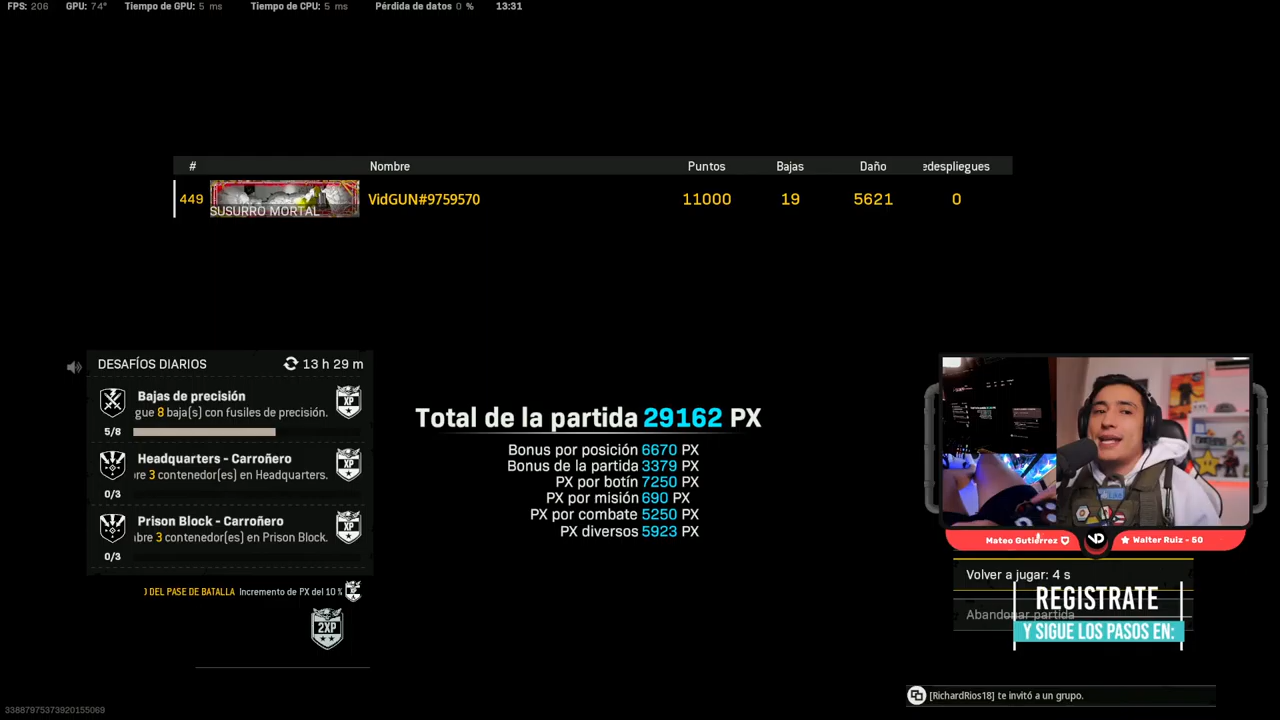 FPS: 206 GPU: 74° Tiempo de GPU: 5 ms Tiempo de CPU: 5 ms Pérdida de datos 0 % 13:31
# Nombre Puntos Bajas Daño edespliegues
449 SUSURRO MORTAL VidGUN#9759570 11000 19 5621 0
DESAFÍOS DIARIOS 13 h 29 m
Bajas de precisión
gue 8 baja(s) con fusiles de precisión.
5/8
Headquarters - Carroñero
re 3 contenedor(es) en Headquarters.
0/3
Prison Block - Carroñero
bre 3 contenedor(es) en Prison Block.
0/3
O DEL PASE DE BATALLA Incremento de PX del 10 %
2XP
Total de la partida 29162 PX
Bonus por posición 6670 PX
Bonus de la partida 3379 PX
PX por botín 7250 PX
PX por misión 690 PX
PX por combate 5250 PX
PX diversos 5923 PX
Mateo Gutierrez VD Walter Ruiz - 50
Volver a jugar: 4 s
Abandonar partida
REGISTRATE
Y SIGUE LOS PASOS EN:
[RichardRios18] te invitó a un grupo.
33887975373920155069